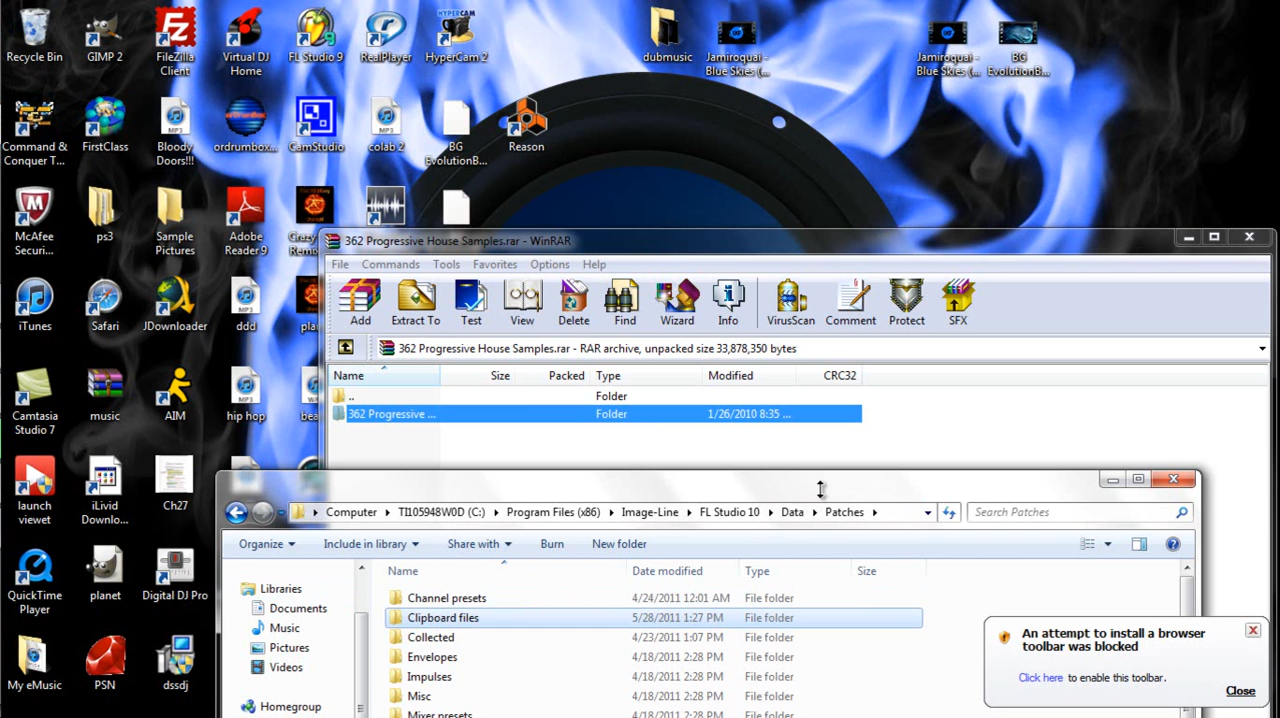 Recycle Bin
GIMP 2
FileZilla
Client
Virtual DJ
Home
FL Studio 9
RealPlayer
HyperCam 2
dubmusic
Jamiroquai -
Blue Skies (...
Jamiroquai -
Blue Skies (...
BG
EvolutionB...
Command &
Conquer T...
FirstClass
Bloody
Doors!!!
ordrumbox...
CamStudio
colab 2
BG
EvolutionB...
Reason
McAfee
Securi...
ps3
Sample
Pictures
Adobe
Reader 9
Crazy
362 Progressive House Samples.rar - WinRAR
File Commands Tools Favorites Options Help
Add
Extract To
Test
View
Delete
Find
Wizard
Info
VirusScan
Comment
Protect
SFX
iTunes
Safari
JDownloader
ddd
362 Progressive House Samples.rar - RAR archive, unpacked size 33,878,350 bytes
Name Size Packed Type Modified CRC32
.. Folder
362 Progressive ... Folder 1/26/2010 8:35 ...
Camtasia
Studio 7
music
AIM
hip hop
launch
viewet
iLivid
Downlo...
Ch27
Computer TI105948W0D (C:) Program Files (x86) Image-Line FL Studio 10 Data Patches
Search Patches
Organize Include in library Share with Burn New folder
Name Date modified Type Size
Libraries
Documents
Music
Pictures
Videos
Homegroup
Channel presets 4/24/2011 12:01 AM File folder
Clipboard files 5/28/2011 1:27 PM File folder
Collected 4/23/2011 1:07 PM File folder
Envelopes 4/18/2011 2:28 PM File folder
Impulses 4/18/2011 2:28 PM File folder
Misc 4/18/2011 2:28 PM File folder
Mixer presets 4/18/2011 2:28 PM File folder
QuickTime
Player
planet
Digital DJ Pro
My eMusic
PSN
dssdj
An attempt to install a browser
toolbar was blocked
Click here to enable this toolbar.
Close